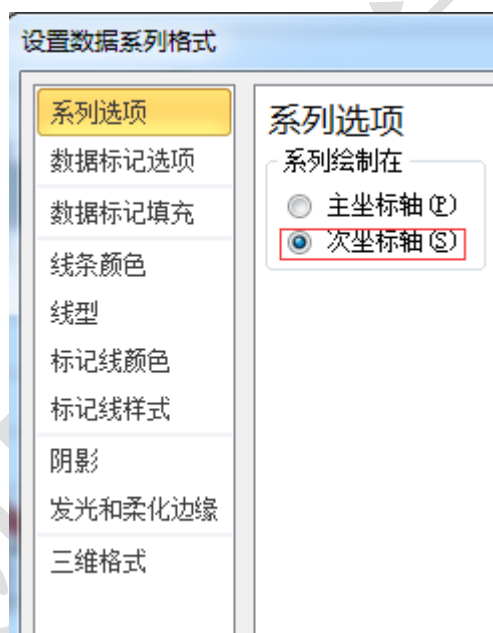 设置数据系列格式
系列选项
数据标记选项
数据标记填充
线条颜色
线型
标记线颜色
标记线样式
阴影
发光和柔化边缘
三维格式
系列选项
系列绘制在
主坐标轴(P)
次坐标轴(S)